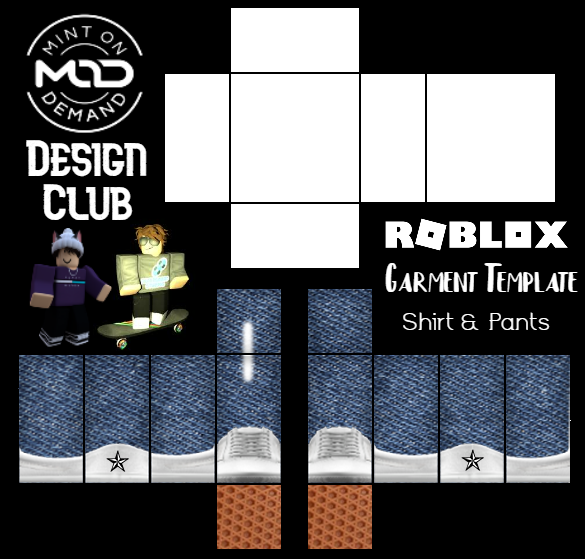 MINT ON
MOD
DEMAND
DESIGN
CLUB
ROBLOX
GARMENT TEMPLATE
Shirt & Pants